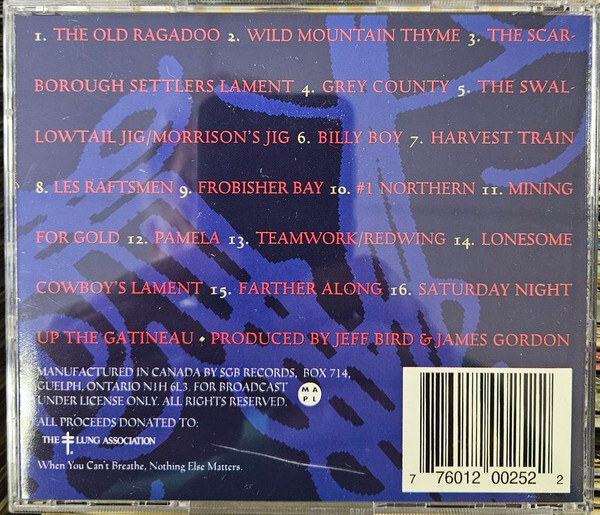 1. THE OLD RAGADOO 2. WILD MOUNTAIN THYME 3. THE SCAR-
BOROUGH SETTLERS LAMENT 4. GREY COUNTY 5. THE SWAL-
LOWTAIL JIG/MORRISON'S JIG 6. BILLY BOY 7. HARVEST TRAIN
8. LES RAFTSMEN 9. FROBISHER BAY 10. #1 NORTHERN 11. MINING
FOR GOLD 12. PAMELA 13. TEAMWORK/REDWING 14. LONESOME
COWBOY'S LAMENT 15. FARTHER ALONG 16. SATURDAY NIGHT
UP THE GATINEAU • PRODUCED BY JEFF BIRD & JAMES GORDON
MANUFACTURED IN CANADA BY SGB RECORDS, BOX 714,
GUELPH, ONTARIO N1H 6L3. FOR BROADCAST
UNDER LICENSE ONLY. ALL RIGHTS RESERVED.
M A
P L
ALL PROCEEDS DONATED TO:
THE LUNG ASSOCIATION
When You Can't Breathe, Nothing Else Matters.
7 76012 00252 2